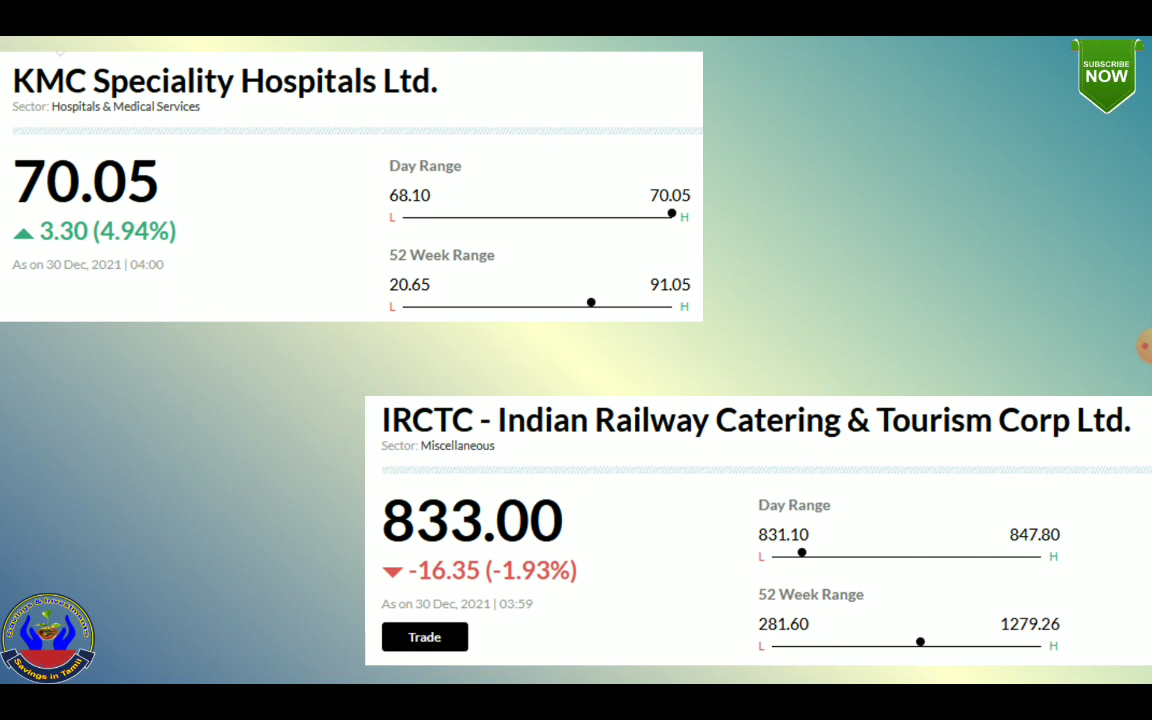 SUBSCRIBE
NOW
KMC Speciality Hospitals Ltd.
Sector: Hospitals & Medical Services
70.05
3.30 (4.94%)
As on 30 Dec, 2021 | 04:00
Day Range
68.10 70.05
L H
52 Week Range
20.65 91.05
L H
IRCTC - Indian Railway Catering & Tourism Corp Ltd.
Sector: Miscellaneous
833.00
-16.35 (-1.93%)
As on 30 Dec, 2021 | 03:59
Trade
Day Range
831.10 847.80
L H
52 Week Range
281.60 1279.26
L H
Savings & Investments
Savings in Tamil